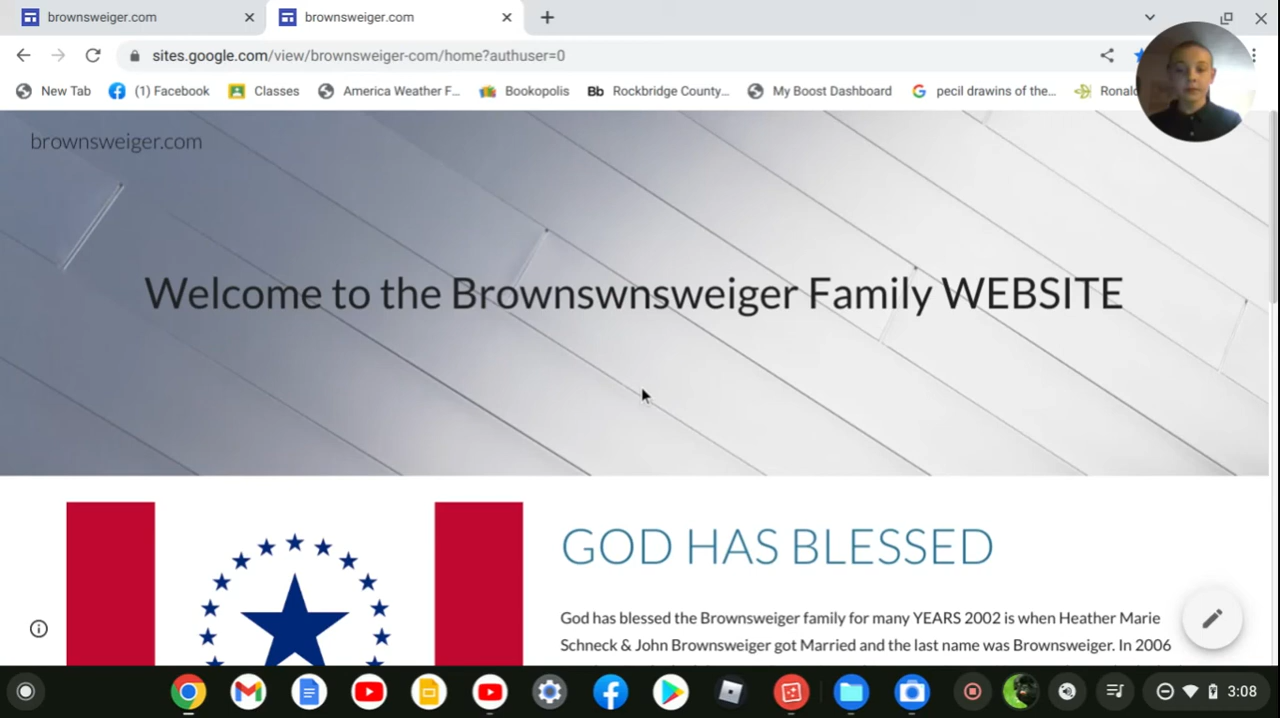 brownsweiger.com
brownsweiger.com
sites.google.com/view/brownsweiger-com/home?authuser=0
New Tab
(1) Facebook
Classes
America Weather F...
Bookopolis
Bb Rockbridge County...
My Boost Dashboard
G pecil drawins of the...
Ronald
brownsweiger.com
Welcome to the Brownswnsweiger Family WEBSITE
GOD HAS BLESSED
God has blessed the Brownsweiger family for many YEARS 2002 is when Heather Marie
Schneck & John Brownsweiger got Married and the last name was Brownsweiger. In 2006
3:08